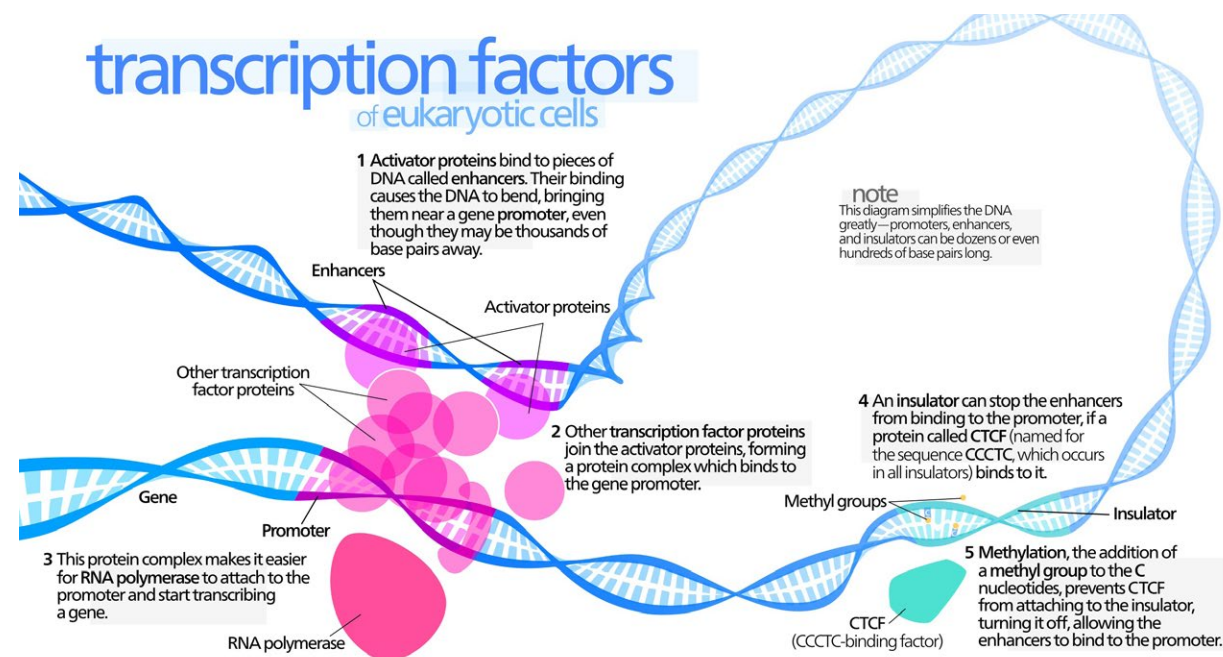 transcription factors
of eukaryotic cells
1 Activator proteins bind to pieces of
DNA called enhancers. Their binding
causes the DNA to bend, bringing
them near a gene promoter, even
though they may be thousands of
base pairs away.
note
This diagram simplifies the DNA
greatly—promoters, enhancers,
and insulators can be dozens or even
hundreds of base pairs long.
Enhancers
Activator proteins
Other transcription
factor proteins
2 Other transcription factor proteins
join the activator proteins, forming
a protein complex which binds to
the gene promoter.
4 An insulator can stop the enhancers
from binding to the promoter, if a
protein called CTCF (named for
the sequence CCCTC, which occurs
in all insulators) binds to it.
Gene
Promoter
Methyl groups
Insulator
3 This protein complex makes it easier
for RNA polymerase to attach to the
promoter and start transcribing
a gene.
RNA polymerase
5 Methylation, the addition of
a methyl group to the C
nucleotides, prevents CTCF
from attaching to the insulator,
turning it off, allowing the
enhancers to bind to the promoter.
CTCF
(CCCTC-binding factor)